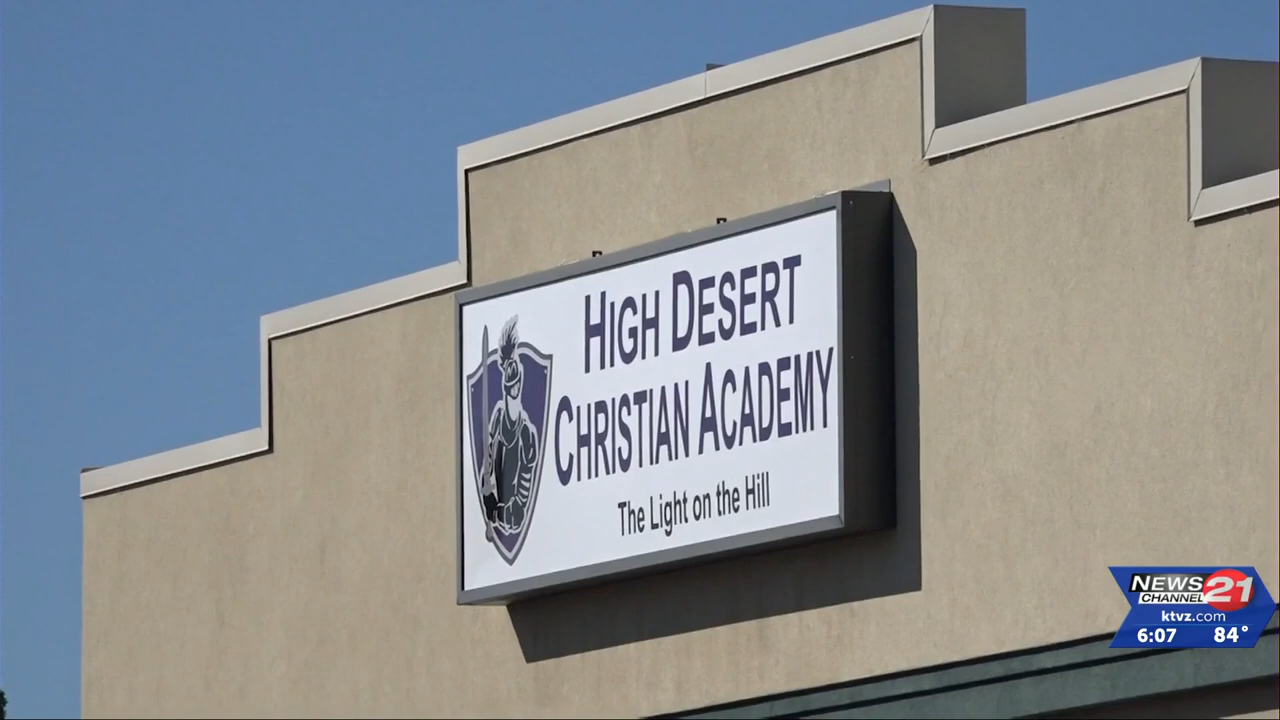 High Desert
Christian Academy
The Light on the Hill
NEWS
CHANNEL 21
ktvz.com
6:07 84°